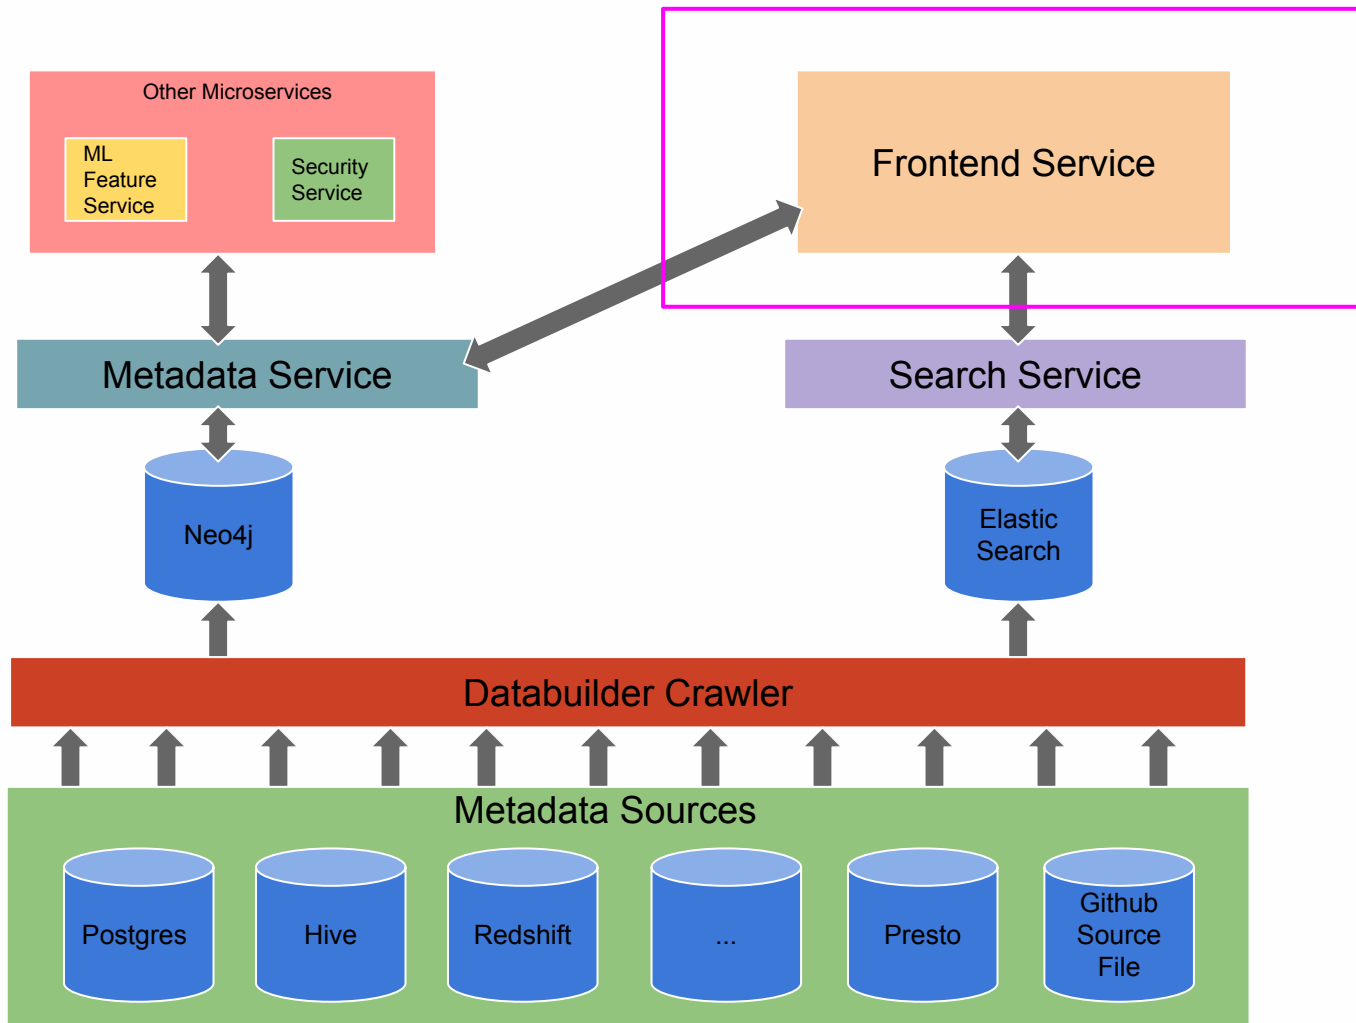 Other Microservices
ML
Feature
Service
Security
Service
Frontend Service
Metadata Service
Search Service
Neo4j
Elastic
Search
Databuilder Crawler
Metadata Sources
Postgres
Hive
Redshift
...
Presto
Github
Source
File